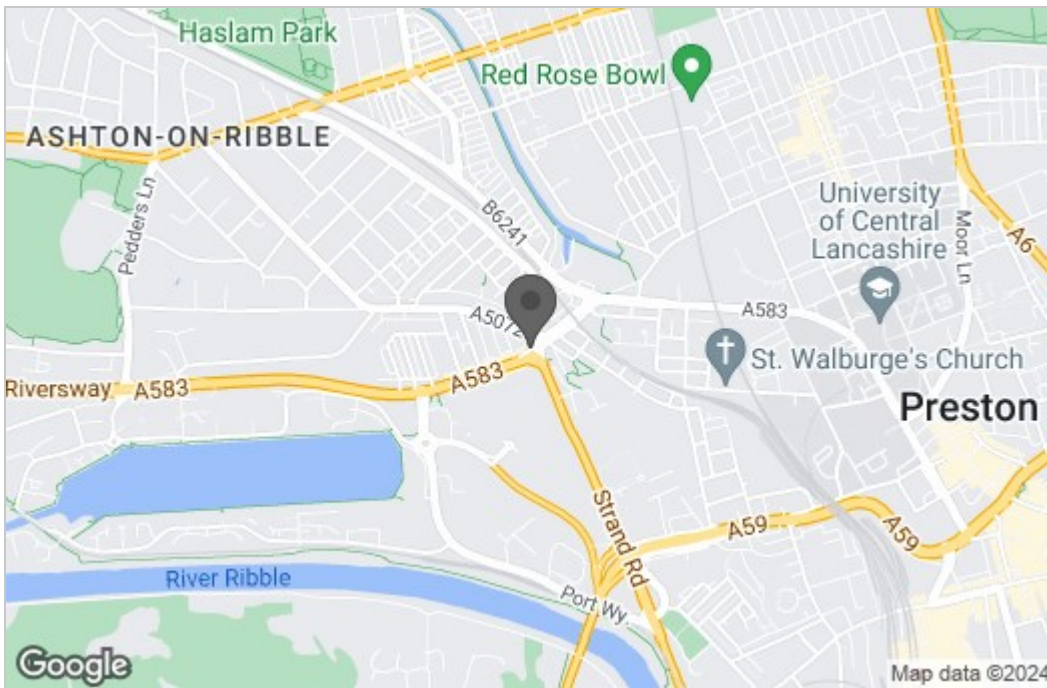 Haslam Park
Red Rose Bowl
ASHTON-ON-RIBBLE
Pedders Ln
B6241
University
of Central
Lancashire
Moor Ln
A6
A5072
A583
St. Walburge's Church
Riversway
A583
A583
Preston
Strand Rd
A59
A59
River Ribble
Port Wy.
Google
Map data ©2024